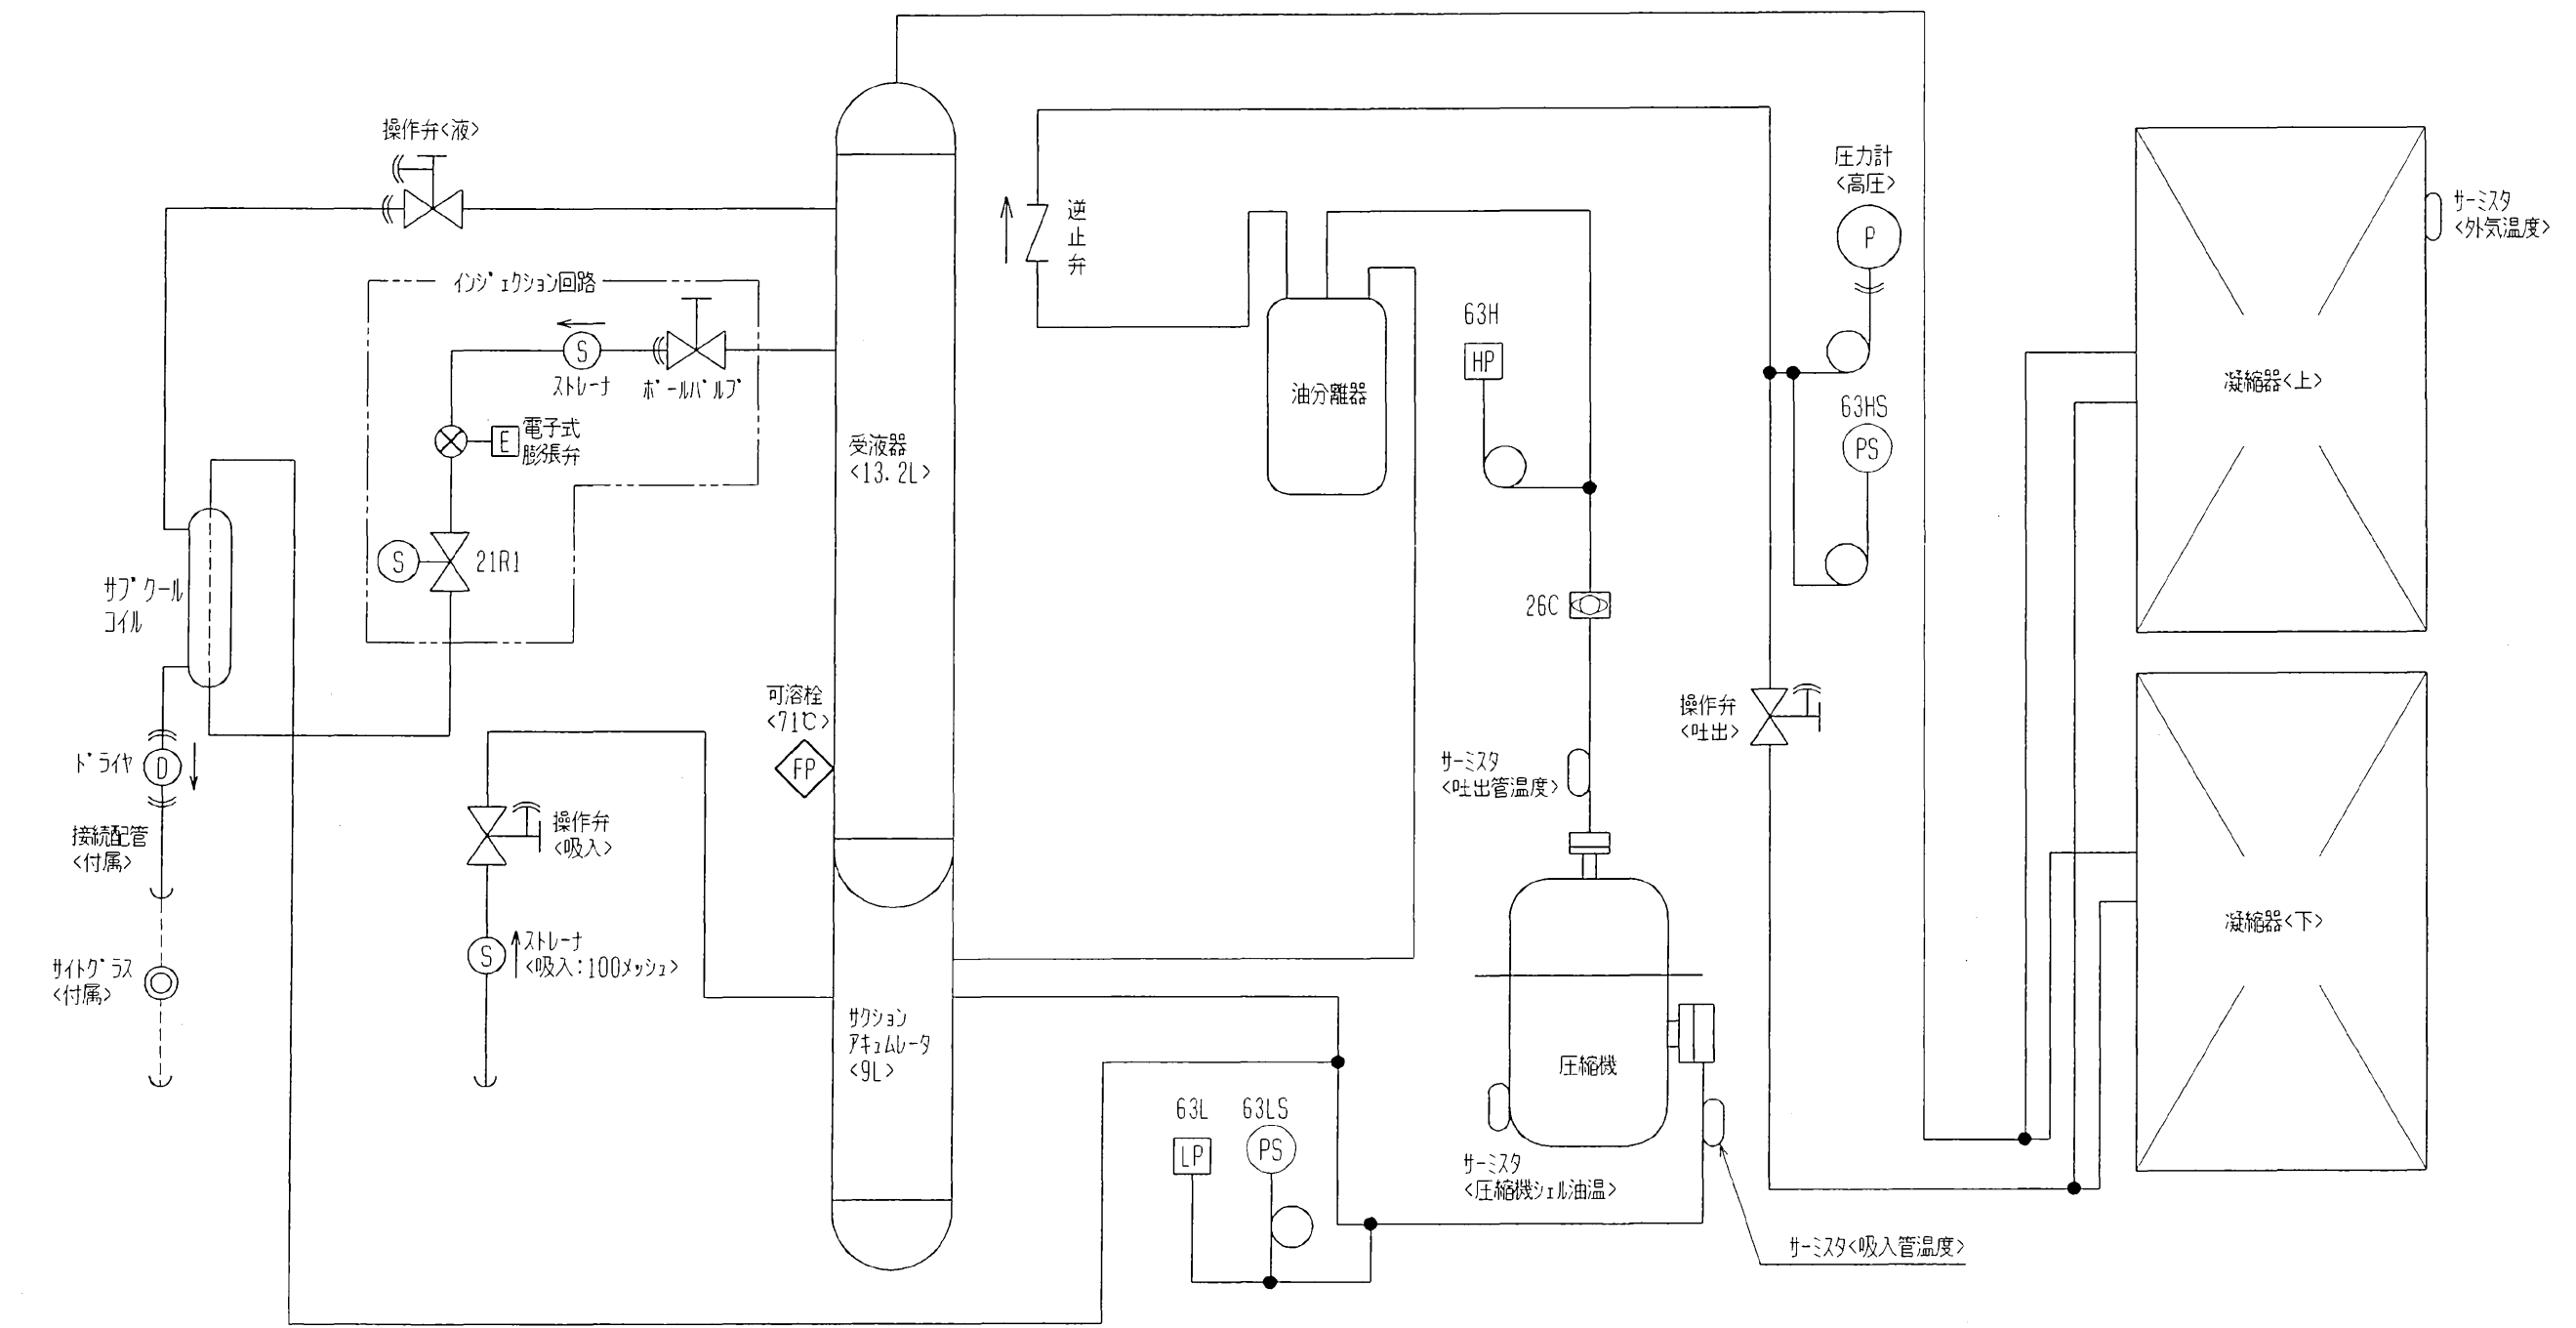 操作弁<液>
圧力計
<高圧>
P
サーミスタ
<外気温度>
逆
止
弁
インジェクション回路
S
ストレーナ
ボールバルブ
63H
HP
油分離器
凝縮器<上>
63HS
PS
E
電子式
膨張弁
受液器
<13.2L>
S
21R1
サブクール
コイル
26C
可溶栓
<71℃>
FP
操作弁
<吐出>
ドライヤ
D
サーミスタ
<吐出管温度>
操作弁
<吸入>
接続配管
<付属>
凝縮器<下>
S
ストレーナ
<吸入:100メッシュ>
サイトグラス
<付属>
サクション
アキュムレータ
<9L>
圧縮機
63L
63LS
LP
PS
サーミスタ
<圧縮機シェル油温>
サーミスタ<吸入管温度>